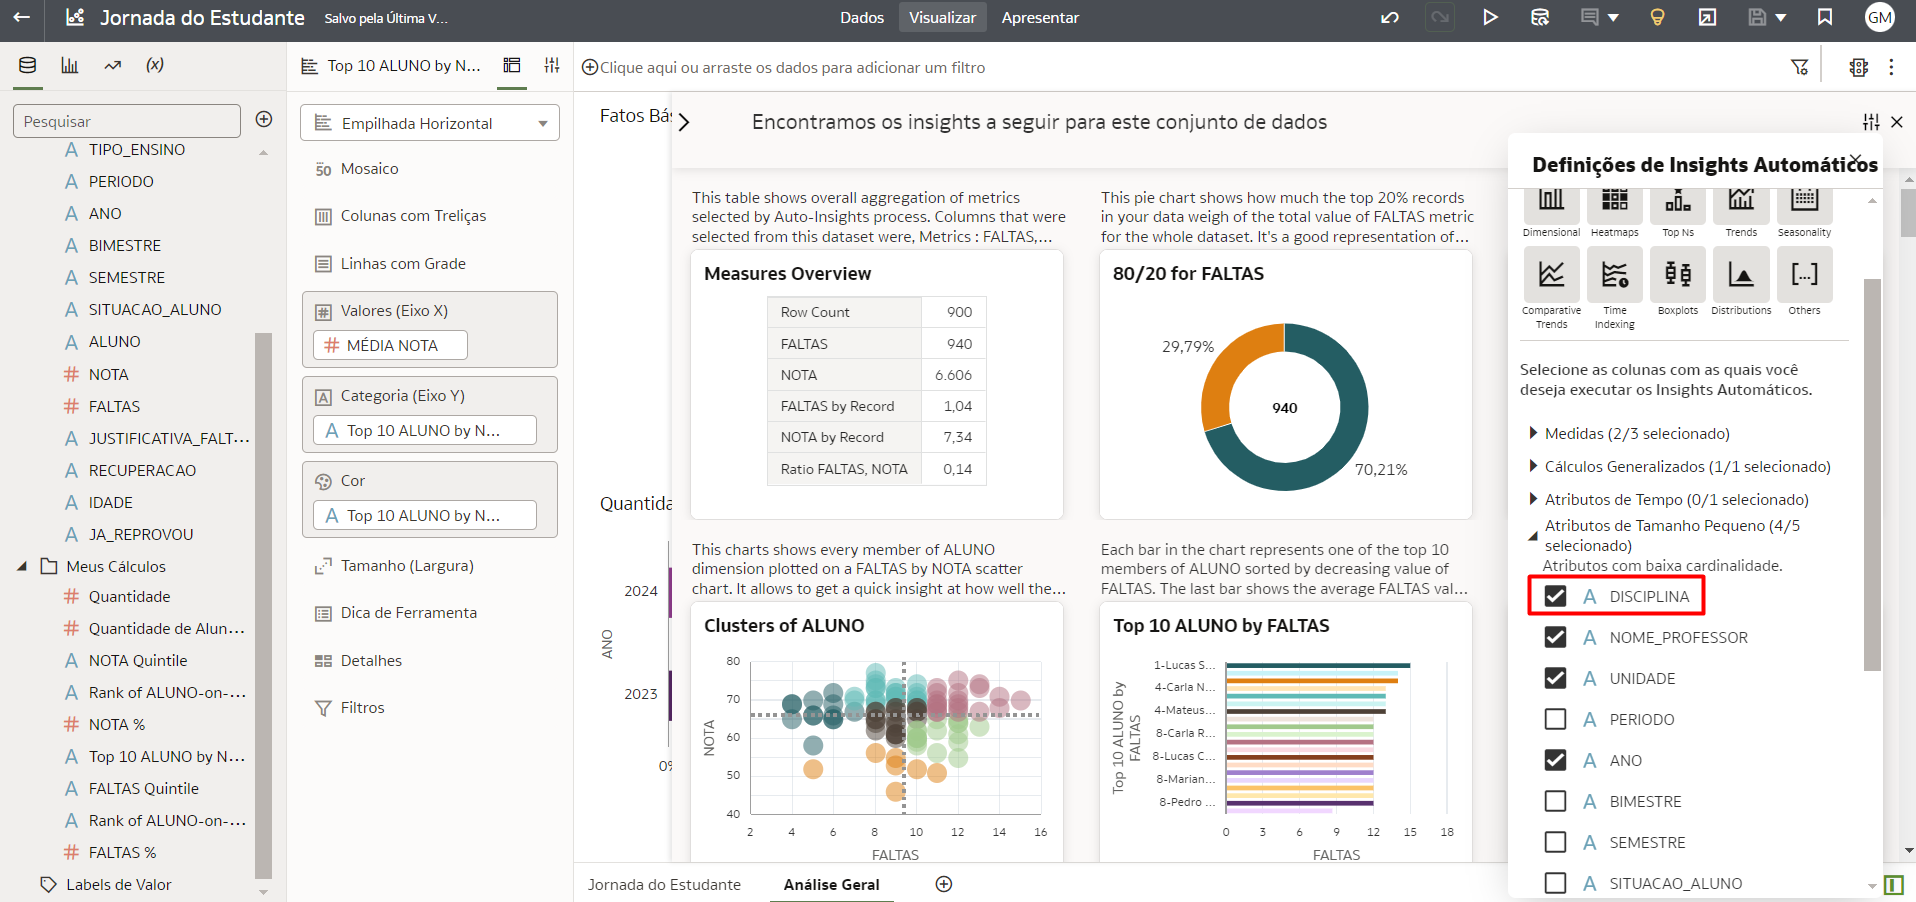 Jornada do Estudante
Salvo pela Última V...
Dados
Visualizar
Apresentar
GM
(x)
Top 10 ALUNO by N...
Clique aqui ou arraste os dados para adicionar um filtro
Pesquisar
TIPO_ENSINO
PERIODO
ANO
BIMESTRE
SEMESTRE
SITUACAO_ALUNO
ALUNO
NOTA
FALTAS
JUSTIFICATIVA_FALT...
RECUPERACAO
IDADE
JA_REPROVOU
Meus Cálculos
Quantidade
Quantidade de Alun...
NOTA Quintile
Rank of ALUNO-on-...
NOTA %
Top 10 ALUNO by N...
FALTAS Quintile
Rank of ALUNO-on-...
FALTAS %
Labels de Valor
Empilhada Horizontal
Mosaico
Colunas com Treliças
Linhas com Grade
Valores (Eixo X)
MÉDIA NOTA
Categoria (Eixo Y)
Top 10 ALUNO by N...
Cor
Top 10 ALUNO by N...
Tamanho (Largura)
Dica de Ferramenta
Detalhes
Filtros
Fatos Bás
Quantida
2024
ANO
2023
0%
Encontramos os insights a seguir para este conjunto de dados
This table shows overall aggregation of metrics
selected by Auto-Insights process. Columns that were
selected from this dataset were, Metrics : FALTAS,...
Measures Overview
Row Count 900
FALTAS 940
NOTA 6.606
FALTAS by Record 1,04
NOTA by Record 7,34
Ratio FALTAS, NOTA 0,14
This pie chart shows how much the top 20% records
in your data weigh of the total value of FALTAS metric
for the whole dataset. It's a good representation of...
80/20 for FALTAS
29,79%
940
70,21%
This charts shows every member of ALUNO
dimension plotted on a FALTAS by NOTA scatter
chart. It allows to get a quick insight at how well the...
Clusters of ALUNO
80
70
60
50
40
NOTA
2 4 6 8 10 12 14 16
FALTAS
Each bar in the chart represents one of the top 10
members of ALUNO sorted by decreasing value of
FALTAS. The last bar shows the average FALTAS val...
Top 10 ALUNO by FALTAS
Top 10 ALUNO by
FALTAS
1-Lucas S...
4-Carla N...
4-Mateus...
8-Carla R...
8-Lucas C...
8-Marian...
8-Pedro ...
0 3 6 9 12 15 18
FALTAS
Definições de Insights Automáticos
Dimensional
Heatmaps
Top Ns
Trends
Seasonality
Comparative
Trends
Time
Indexing
Boxplots
Distributions
Others
Selecione as colunas com as quais você
deseja executar os Insights Automáticos.
Medidas (2/3 selecionado)
Cálculos Generalizados (1/1 selecionado)
Atributos de Tempo (0/1 selecionado)
Atributos de Tamanho Pequeno (4/5
selecionado)
Atributos com baixa cardinalidade.
DISCIPLINA
NOME_PROFESSOR
UNIDADE
PERIODO
ANO
BIMESTRE
SEMESTRE
SITUACAO_ALUNO
Jornada do Estudante
Análise Geral